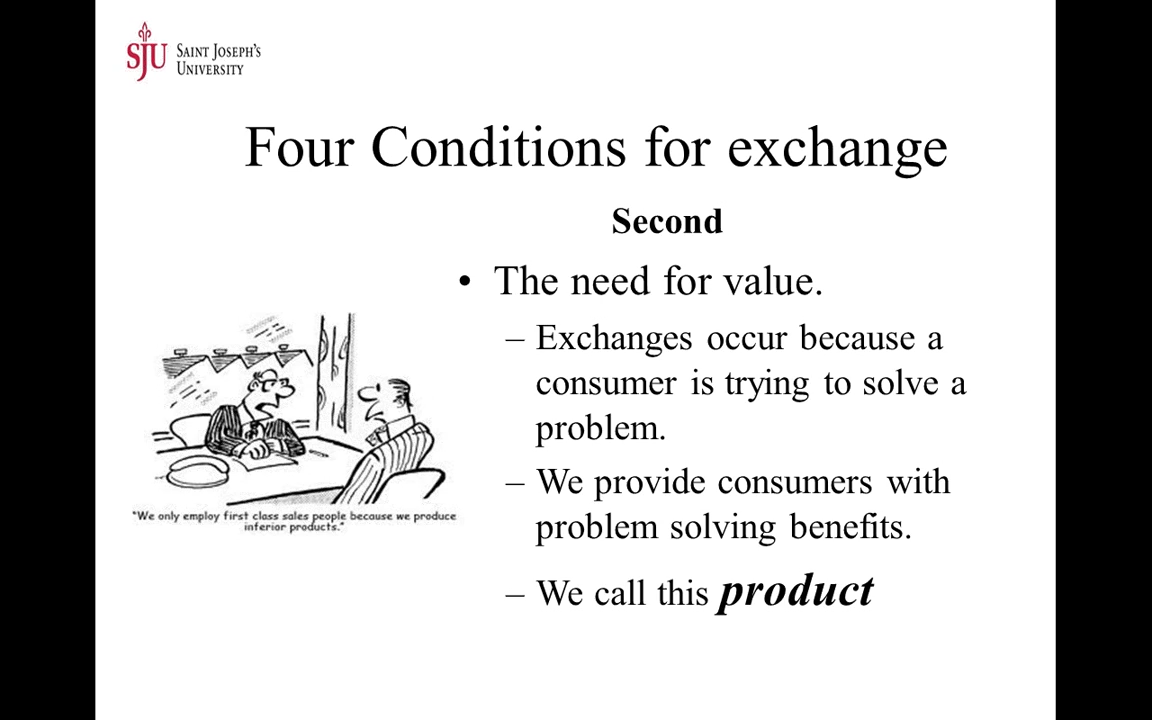 SJU
SAINT JOSEPH'S
UNIVERSITY
Four Conditions for exchange
Second
• The need for value.
– Exchanges occur because a
consumer is trying to solve a
problem.
– We provide consumers with
problem solving benefits.
– We call this product
"We only employ first class sales people because we produce
inferior products."